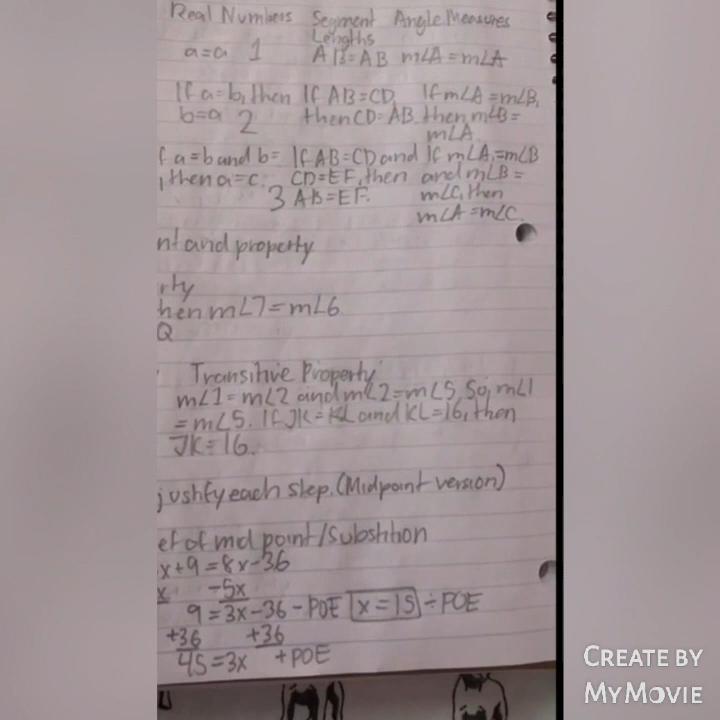 Real Numbers Segment Lengths Angle Measures
a=a 1 AB=AB m∠A=m∠A
If a=b, then If AB=CD, If m∠A=m∠B,
b=a 2 then CD=AB then m∠B=
m∠A.
f a=b and b= If AB=CD and If m∠A=m∠B
, then a=c. CD=EF, then and m∠B=
3 AB=EF. m∠C, then
m∠A=m∠C.
nt and property
rty
hen m∠7=m∠6
Q
Transitive Property
m∠1=m∠2 and m∠2=m∠5, So, m∠1
=m∠5. If JK=KL and KL=16, then
JK=16.
justify each step. (Midpoint version)
ef of midpoint/Substition
x+9=8x-36
x -5x
9=3x-36 -POE x=15 ÷POE
+36 +36
45=3x +POE
CREATE BY
MYMOVIE